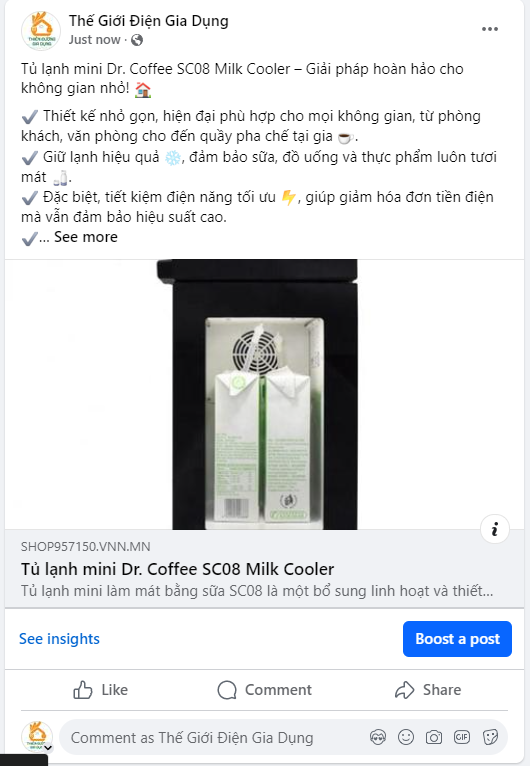 Thế Giới Điện Gia Dụng
Just now ·
Tủ lạnh mini Dr. Coffee SC08 Milk Cooler – Giải pháp hoàn hảo cho
không gian nhỏ!
Thiết kế nhỏ gọn, hiện đại phù hợp cho mọi không gian, từ phòng
khách, văn phòng cho đến quầy pha chế tại gia ☕.
Giữ lạnh hiệu quả ❄️, đảm bảo sữa, đồ uống và thực phẩm luôn tươi
mát 🍶.
Đặc biệt, tiết kiệm điện năng tối ưu ⚡, giúp giảm hóa đơn tiền điện
mà vẫn đảm bảo hiệu suất cao.
... See more
SHOP957150.VNN.MN
Tủ lạnh mini Dr. Coffee SC08 Milk Cooler
Tủ lạnh mini làm mát bằng sữa SC08 là một bổ sung linh hoạt và thiết...
See insights
Boost a post
Like
Comment
Share
Comment as Thế Giới Điện Gia Dụng
GIF